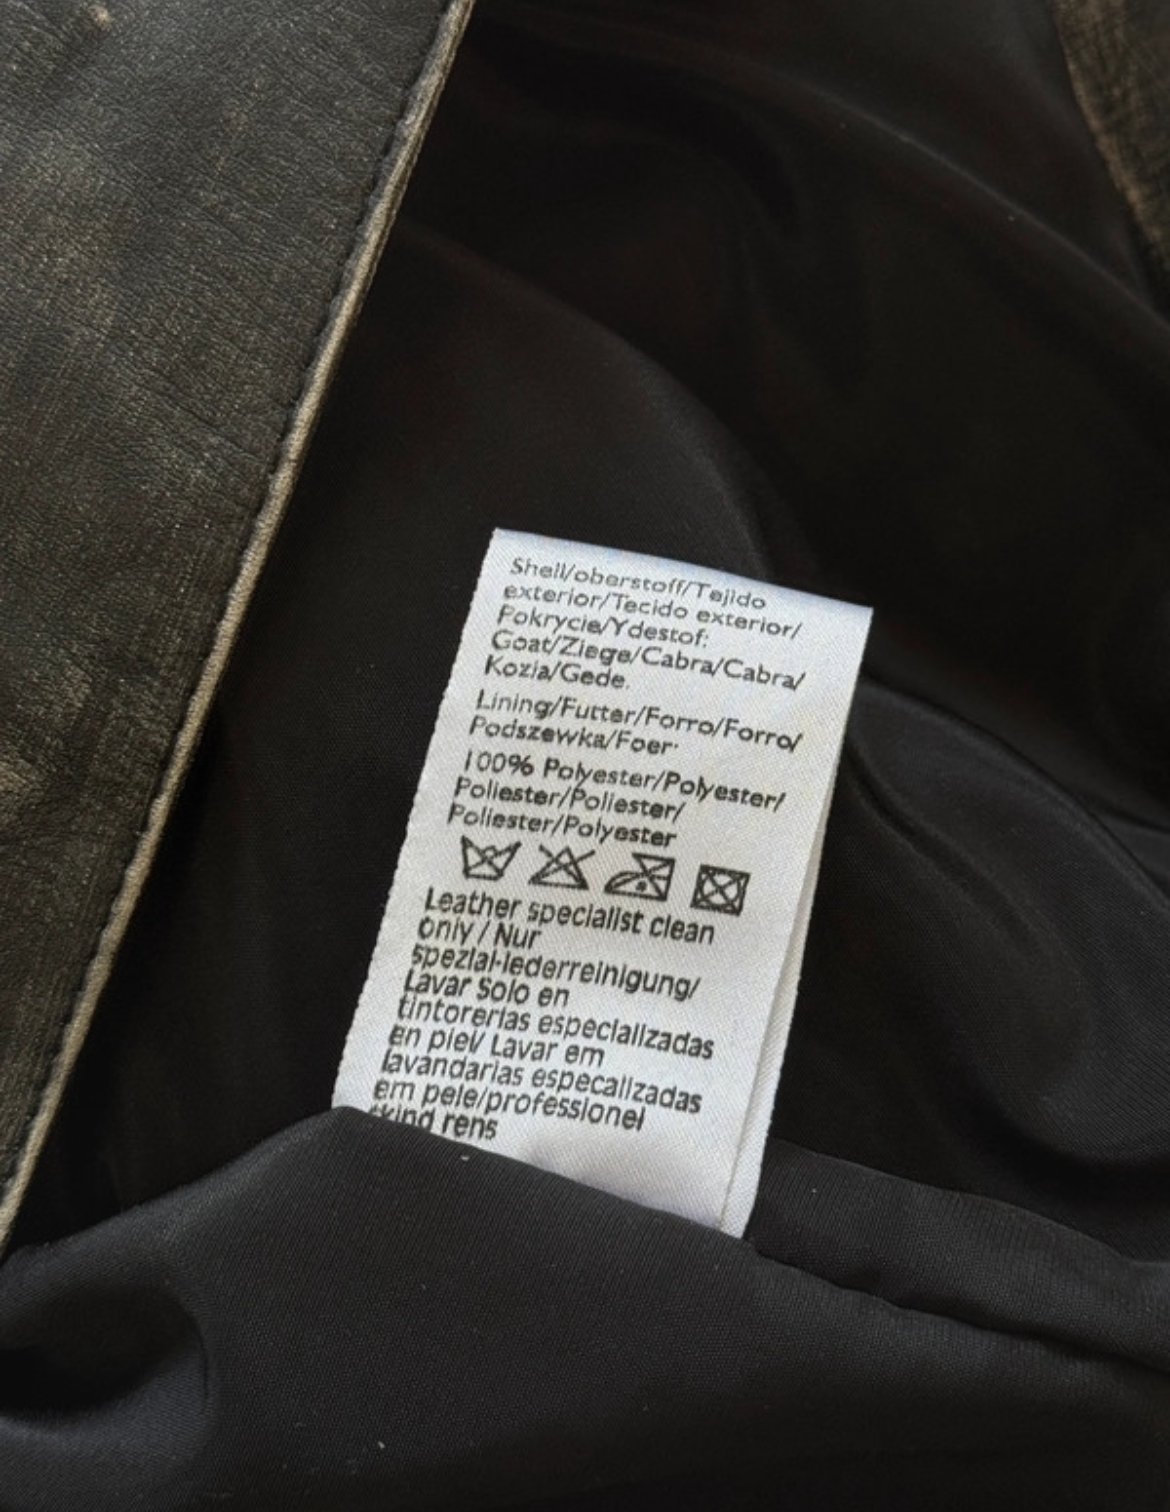 Shell/oberstoff/Tejido
exterior/Tecido exterior/
Pokrycie/Ydestof:
Goat/Ziege/Cabra/Cabra/
Kozia/Gede.
Lining/Futter/Forro/Forro/
Podszewka/Foer:
100% Polyester/Polyester/
Poliester/Poliester/
Poliester/Polyester
Leather specialist clean
only / Nur
spezial-lederreinigung/
Lavar Solo en
tintorerias especializadas
en piel/ Lavar em
lavandarias especalizadas
em pele/professionel
skind rens